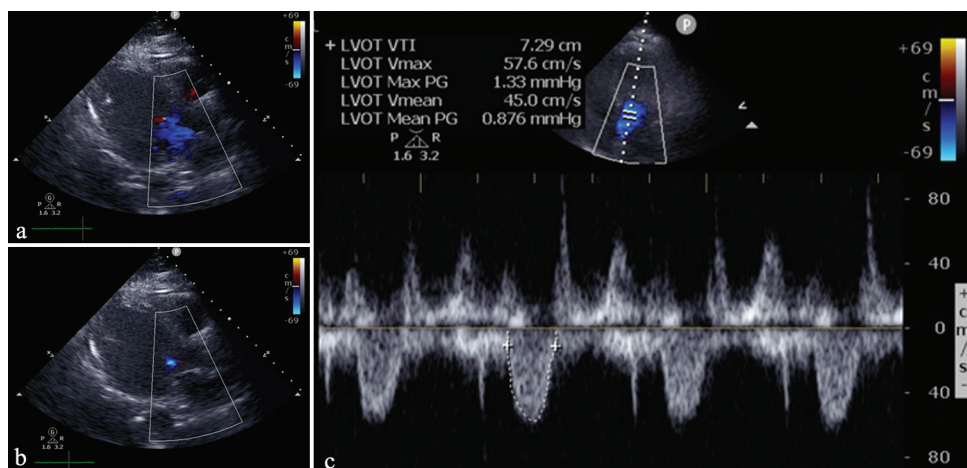 P
+69
c
m
/
s
-69
G
P R
1.6 3.2
a
P
+69
c
m
/
s
-69
G
P R
1.6 3.2
b
+ LVOT VTI 7.29 cm
LVOT Vmax 57.6 cm/s
LVOT Max PG 1.33 mmHg
LVOT Vmean 45.0 cm/s
LVOT Mean PG 0.876 mmHg
P R
1.6 3.2
P
+69
c
m
/
s
-69
80
40
0
40
80
+
c
m
/
s
-
c